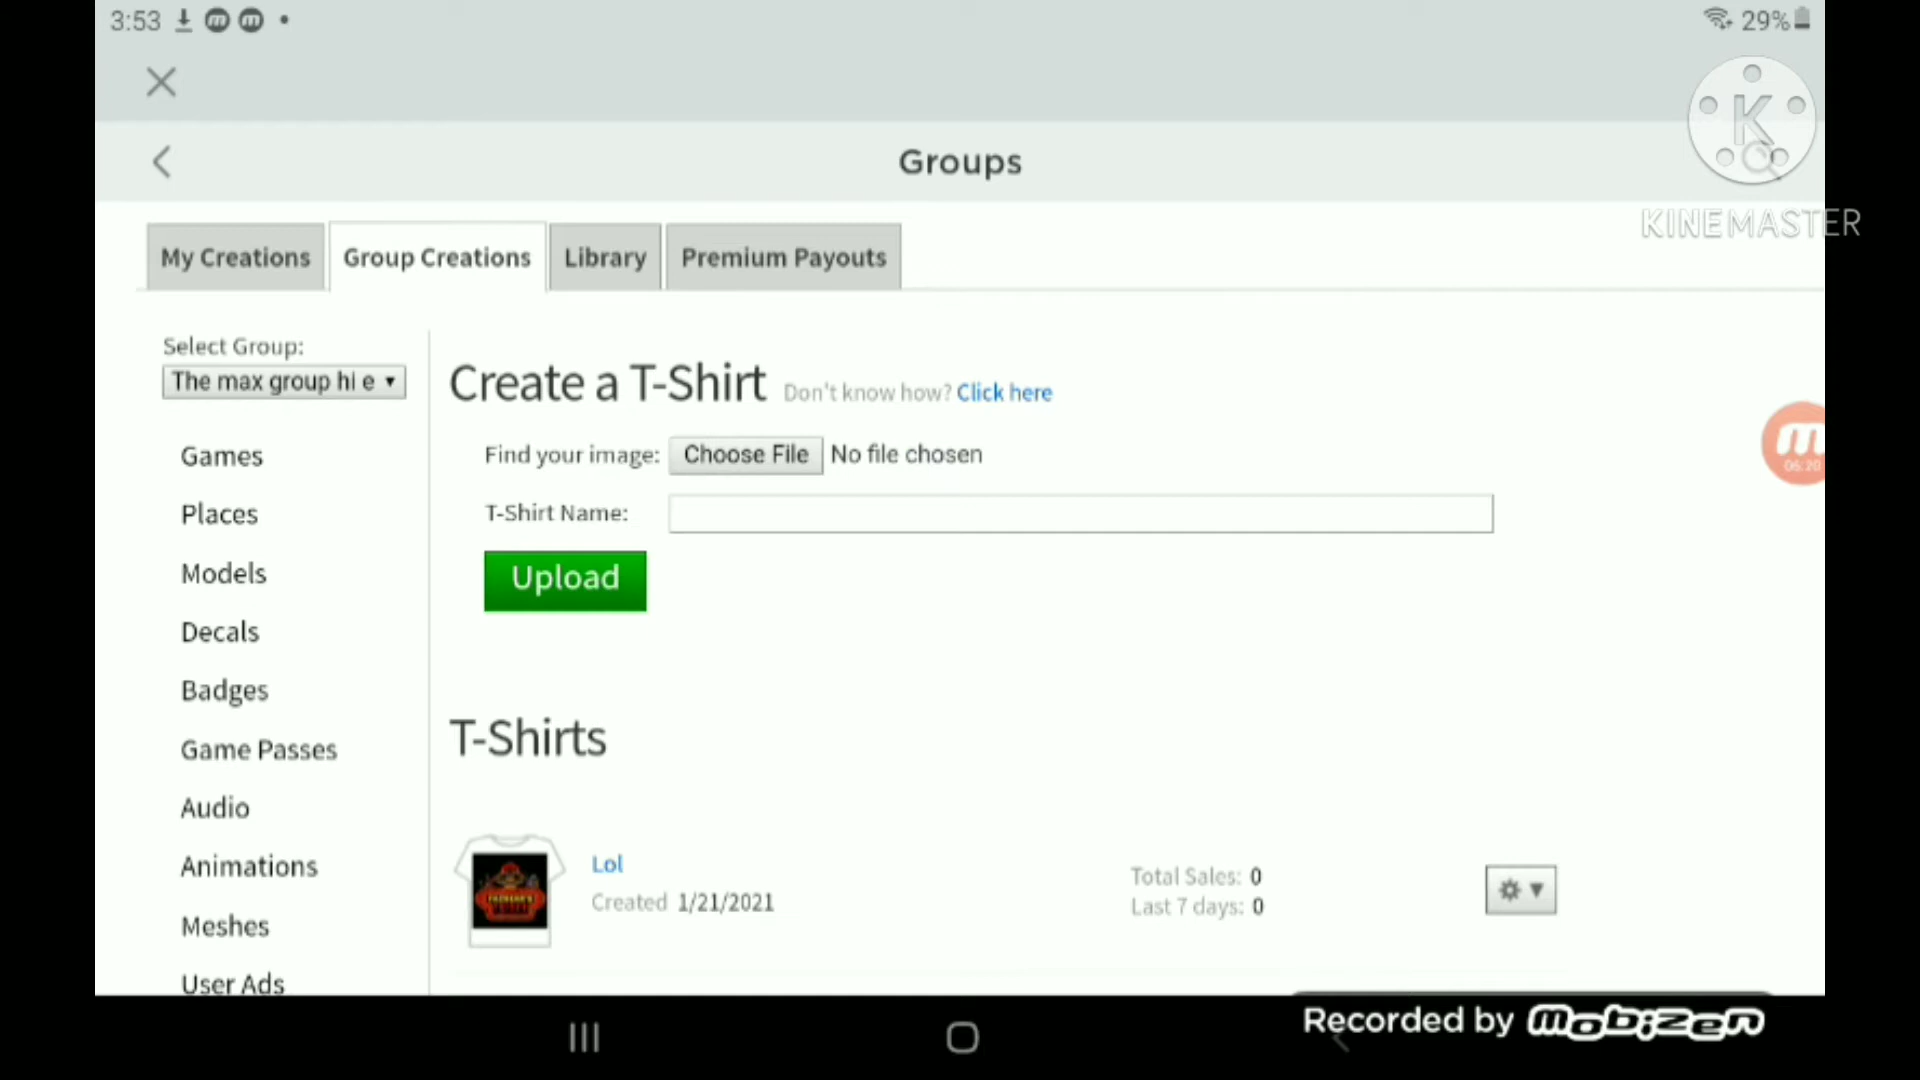 3:53
29%
K
KINEMASTER
Groups
My Creations
Group Creations
Library
Premium Payouts
Select Group:
The max group hi e
Games
Places
Models
Decals
Badges
Game Passes
Audio
Animations
Meshes
User Ads
Create a T-Shirt Don't know how? Click here
Find your image: Choose File No file chosen
T-Shirt Name:
Upload
06:20
T-Shirts
Lol
Created 1/21/2021
Total Sales: 0
Last 7 days: 0
Recorded by mobizen